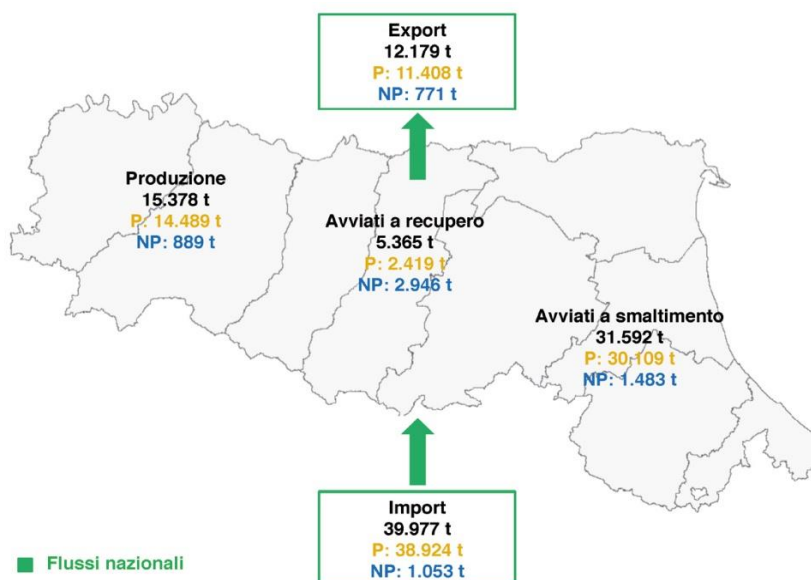 Export
12.179 t
P: 11.408 t
NP: 771 t
Produzione
15.378 t
P: 14.489 t
NP: 889 t
Avviati a recupero
5.365 t
P: 2.419 t
NP: 2.946 t
Avviati a smaltimento
31.592 t
P: 30.109 t
NP: 1.483 t
Import
39.977 t
P: 38.924 t
NP: 1.053 t
Flussi nazionali